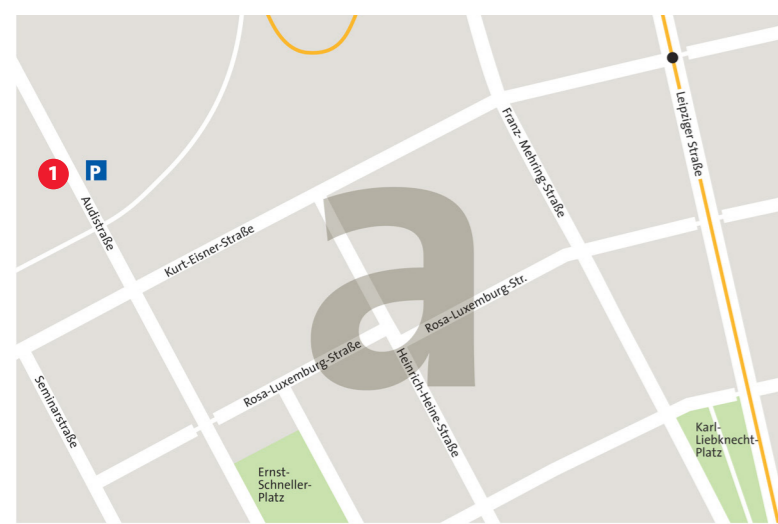 1
P
Audistraße
Kurt-Eisner-Straße
Franz- Mehring-Straße
Leipziger Straße
Rosa-Luxemburg-Str.
Rosa-Luxemburg-Straße
Heinrich-Heine-Straße
Seminarstraße
Ernst-
Schneller-
Platz
Karl-
Liebknecht-
Platz
a